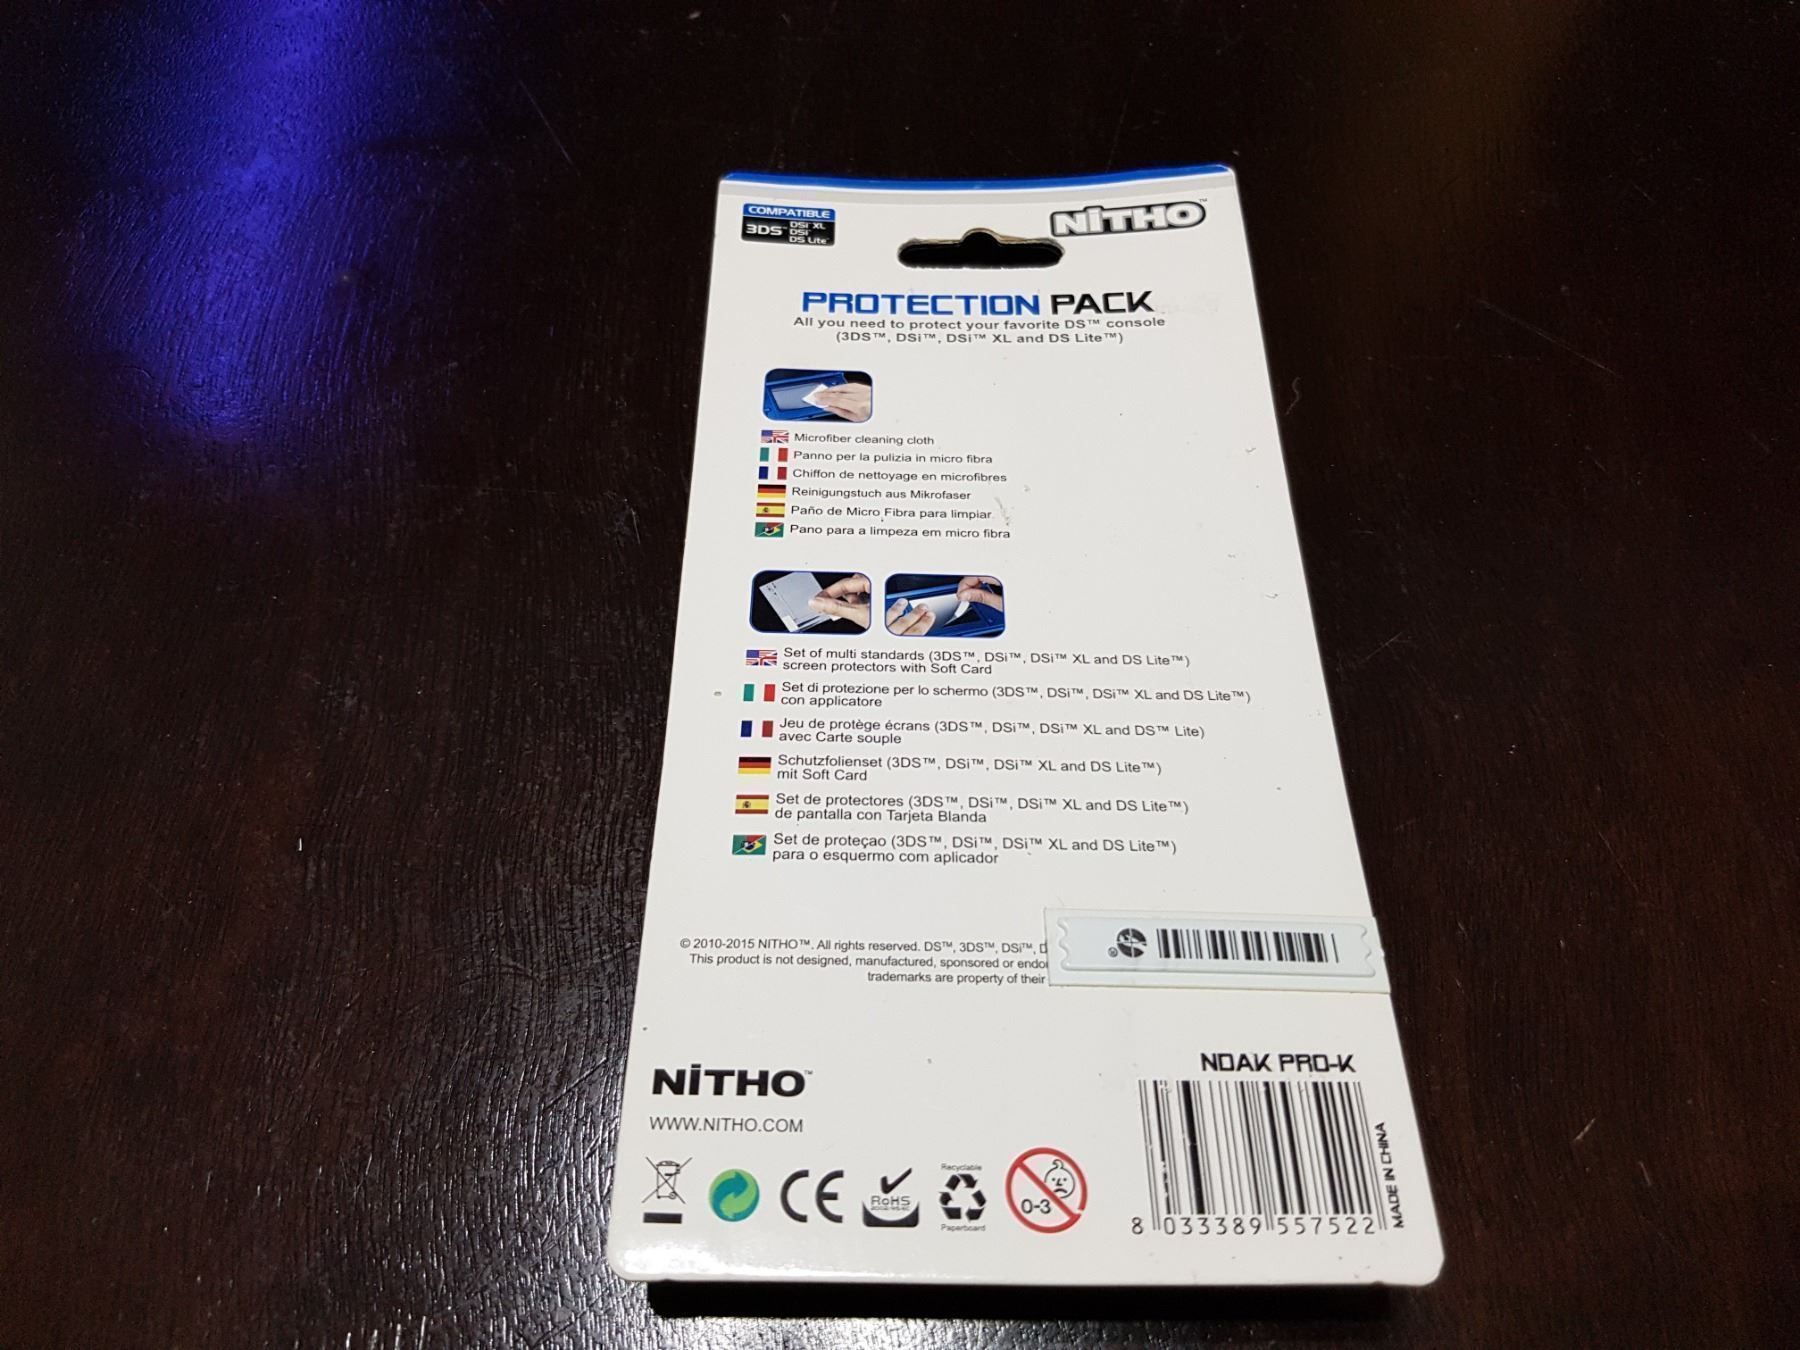 COMPATIBLE
3DS™ DSi™ XL
DSi™
DS Lite™
NiTHO™
PROTECTION PACK
All you need to protect your favorite DS™ console
(3DS™, DSi™, DSi™ XL and DS Lite™)
Microfiber cleaning cloth
Panno per la pulizia in micro fibra
Chiffon de nettoyage en microfibres
Reinigungstuch aus Mikrofaser
Paño de Micro Fibra para limpiar.
Pano para a limpeza em micro fibra
Set of multi standards (3DS™, DSi™, DSi™ XL and DS Lite™)
screen protectors with Soft Card
Set di protezione per lo schermo (3DS™, DSi™, DSi™ XL and DS Lite™)
con applicatore
Jeu de protège écrans (3DS™, DSi™, DSi™ XL and DS™ Lite)
avec Carte souple
Schutzfolienset (3DS™, DSi™, DSi™ XL and DS Lite™)
mit Soft Card
Set de protectores (3DS™, DSi™, DSi™ XL and DS Lite™)
de pantalla con Tarjeta Blanda
Set de proteçao (3DS™, DSi™, DSi™ XL and DS Lite™)
para o esquermo com aplicador
© 2010-2015 NITHO™. All rights reserved. DS™, 3DS™, DSi™, D
This product is not designed, manufactured, sponsored or endo
trademarks are property of their
NiTHO™
WWW.NITHO.COM
NDAK PRO-K
MADE IN CHINA
CE
RoHS
Recyclable
Paperboard
0-3
8 033389 557522